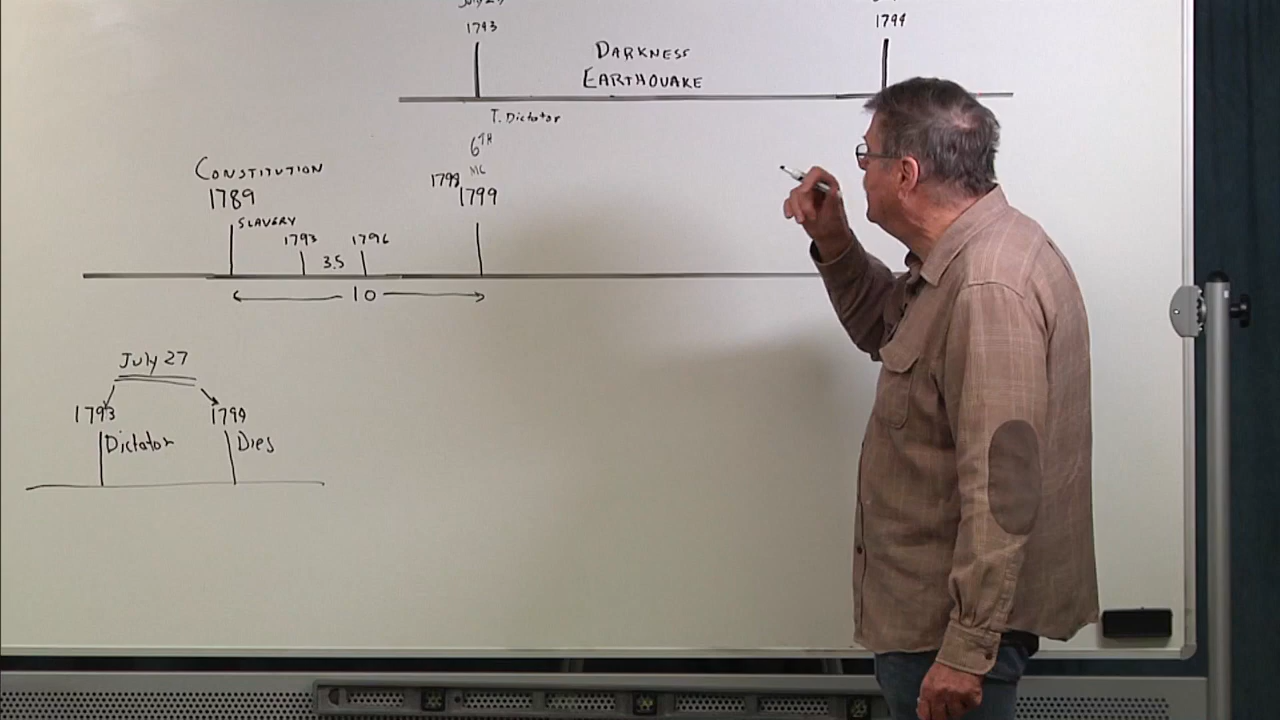 1793
1794
DARKNESS
EARTHQUAKE
T. Dictator
6TH
CONSTITUTION
1789
1799
1799
SLAVERY
1793
1796
3.5
10
July 27
1793
1799
Dictator
Dies